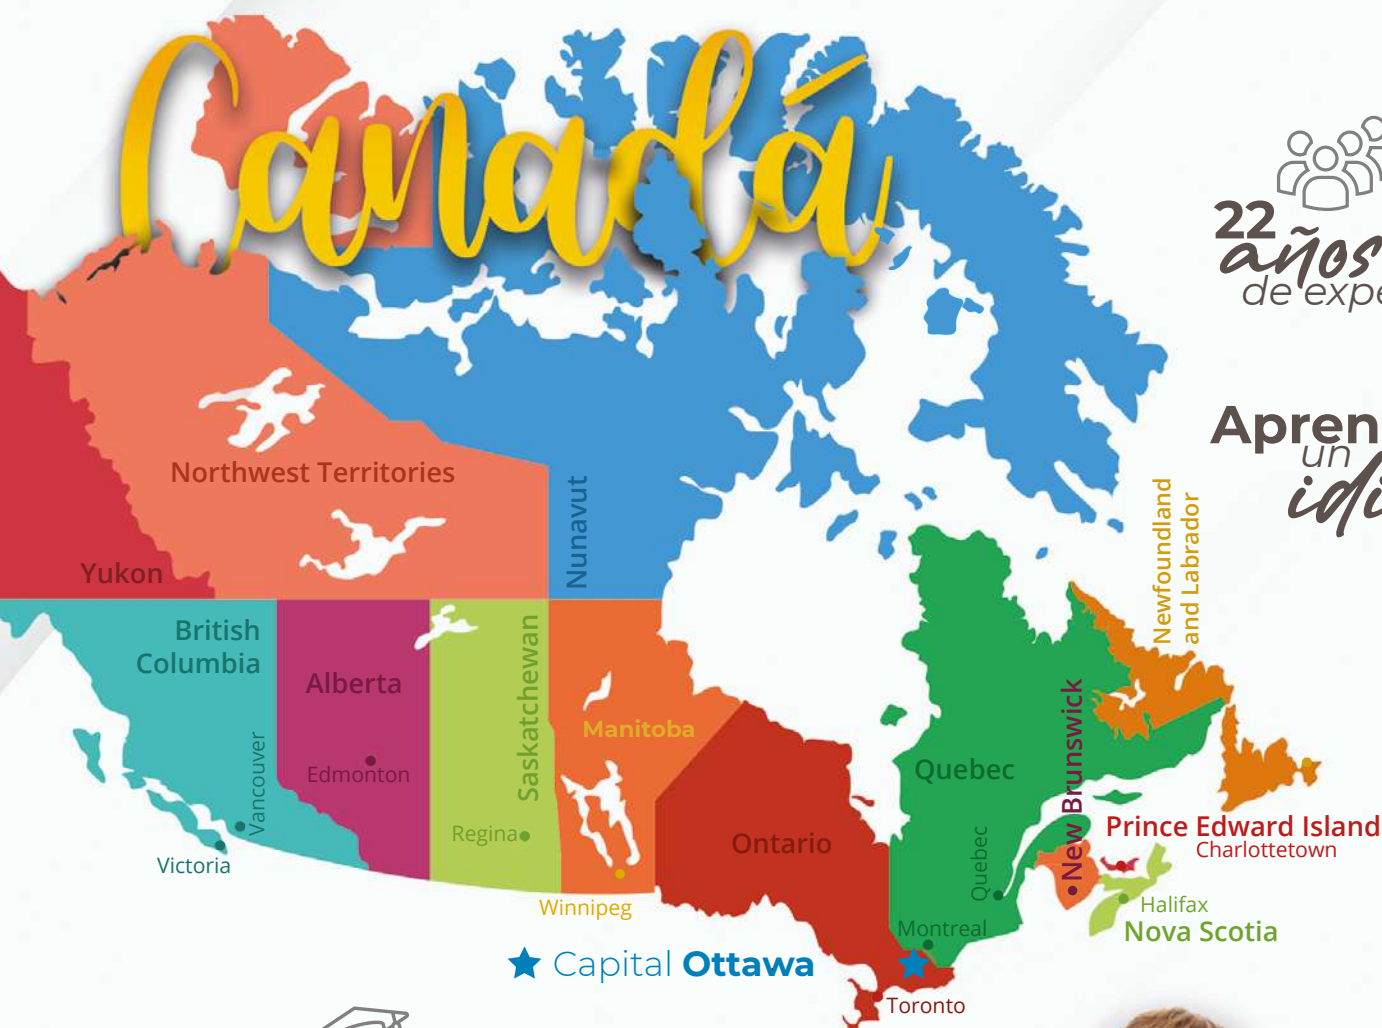 Canadá
22
años
de expe
Apren
un
idi
Northwest Territories
Nunavut
Yukon
Newfoundland
and Labrador
British
Columbia
Alberta
Saskatchewan
Manitoba
Vancouver
Edmonton
Regina
Victoria
Winnipeg
Ontario
Quebec
Quebec
Montreal
New Brunswick
Prince Edward Island
Charlottetown
Halifax
Nova Scotia
Capital Ottawa
Toronto